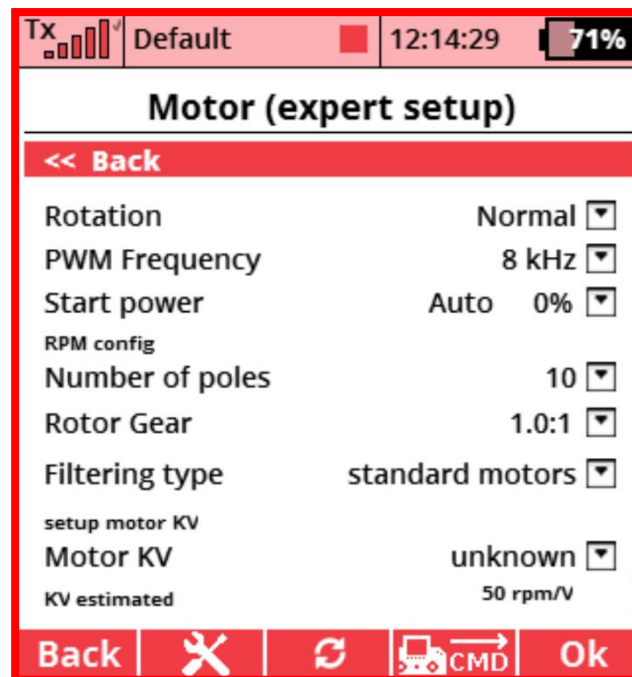 Tx Default 12:14:29 71%
Motor (expert setup)
<< Back
Rotation Normal
PWM Frequency 8 kHz
Start power Auto 0%
RPM config
Number of poles 10
Rotor Gear 1.0:1
Filtering type standard motors
setup motor KV
Motor KV unknown
KV estimated 50 rpm/V
Back CMD Ok